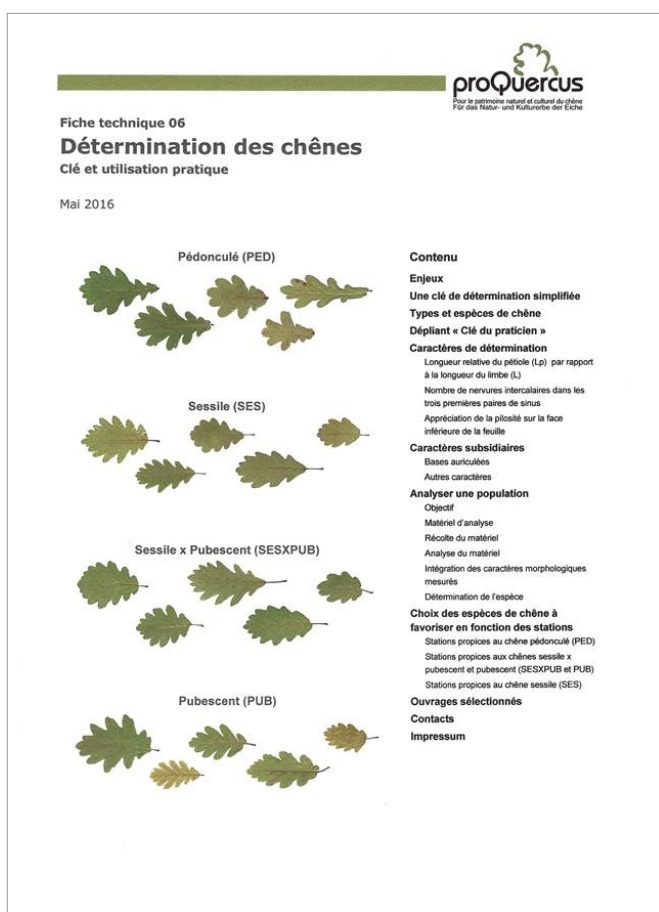 proQuercus
Pour le patrimoine naturel et culturel du chêne
Für das Natur- und Kulturerbe der Eiche
Fiche technique 06
Détermination des chênes
Clé et utilisation pratique
Mai 2016
Pédonculé (PED)
Sessile (SES)
Sessile x Pubescent (SESXPUB)
Pubescent (PUB)
Contenu
Enjeux
Une clé de détermination simplifiée
Types et espèces de chêne
Dépliant « Clé du praticien »
Caractères de détermination
Longueur relative du pétiole (Lp) par rapport
à la longueur du limbe (L)
Nombre de nervures intercalaires dans les
trois premières paires de sinus
Appréciation de la pilosité sur la face
inférieure de la feuille
Caractères subsidiaires
Bases auriculées
Autres caractères
Analyser une population
Objectif
Matériel d'analyse
Récolte du matériel
Analyse du matériel
Intégration des caractères morphologiques
mesurés
Détermination de l'espèce
Choix des espèces de chêne à
favoriser en fonction des stations
Stations propices au chêne pédonculé (PED)
Stations propices aux chênes sessile x
pubescent et pubescent (SESXPUB et PUB)
Stations propices au chêne sessile (SES)
Ouvrages sélectionnés
Contacts
Impressum